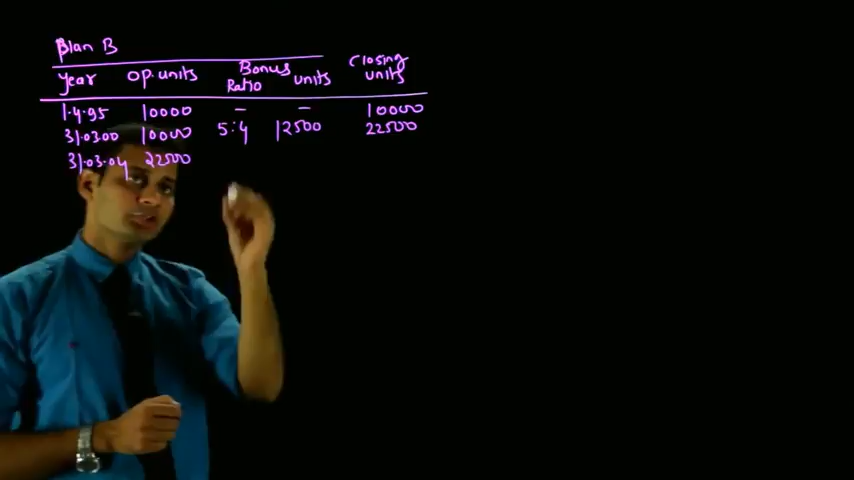 Plan B
Year Op. units Bonus Ratio units Closing units
1.4.95 10000 - - 10000
31.03.00 10000 5:4 12500 22500
31.03.04 22500